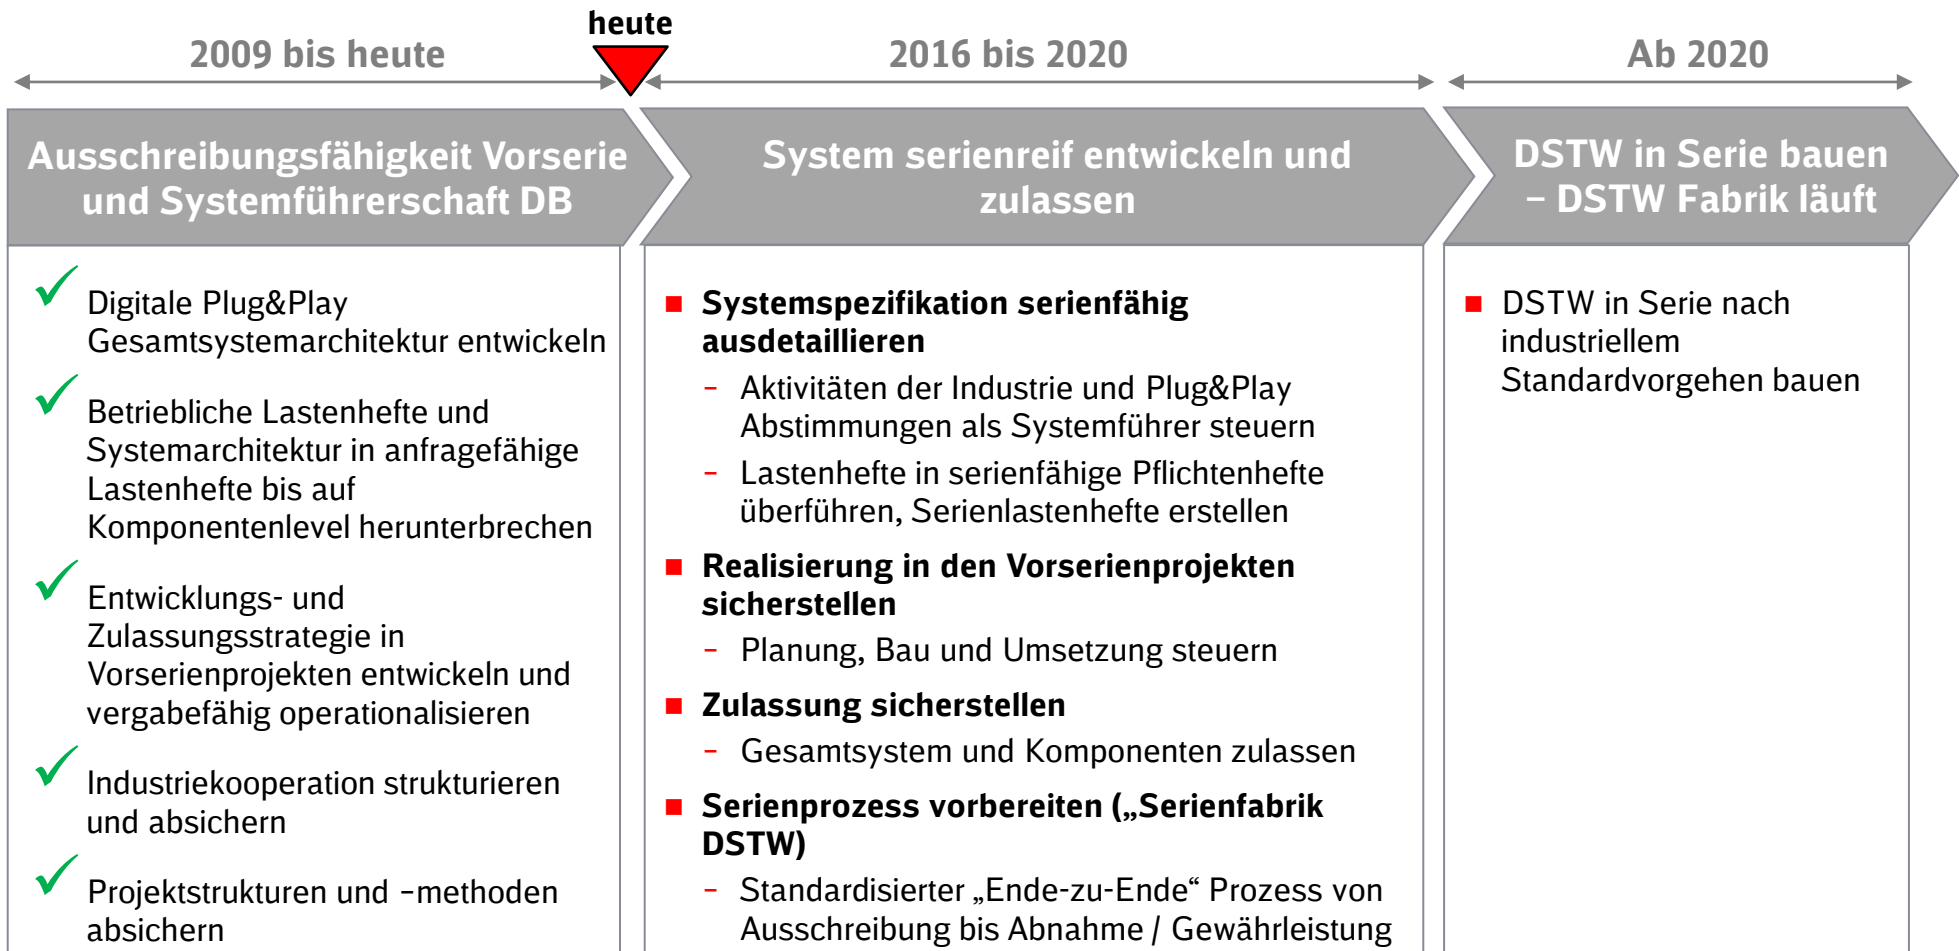 heute
2009 bis heute
2016 bis 2020
Ab 2020
Ausschreibungsfähigkeit Vorserie
und Systemführerschaft DB
System serienreif entwickeln und
zulassen
DSTW in Serie bauen
– DSTW Fabrik läuft
Digitale Plug&Play
Gesamtsystemarchitektur entwickeln
Betriebliche Lastenhefte und
Systemarchitektur in anfragefähige
Lastenhefte bis auf
Komponentenlevel herunterbrechen
Entwicklungs- und
Zulassungsstrategie in
Vorserienprojekten entwickeln und
vergabefähig operationalisieren
Industriekooperation strukturieren
und absichern
Projektstrukturen und –methoden
absichern
Systemspezifikation serienfähig
ausdetaillieren
– Aktivitäten der Industrie und Plug&Play
Abstimmungen als Systemführer steuern
– Lastenhefte in serienfähige Pflichtenhefte
überführen, Serienlastenhefte erstellen
Realisierung in den Vorserienprojekten
sicherstellen
– Planung, Bau und Umsetzung steuern
Zulassung sicherstellen
– Gesamtsystem und Komponenten zulassen
Serienprozess vorbereiten („Serienfabrik
DSTW)
– Standardisierter „Ende-zu-Ende“ Prozess von
Ausschreibung bis Abnahme / Gewährleistung
DSTW in Serie nach
industriellem
Standardvorgehen bauen